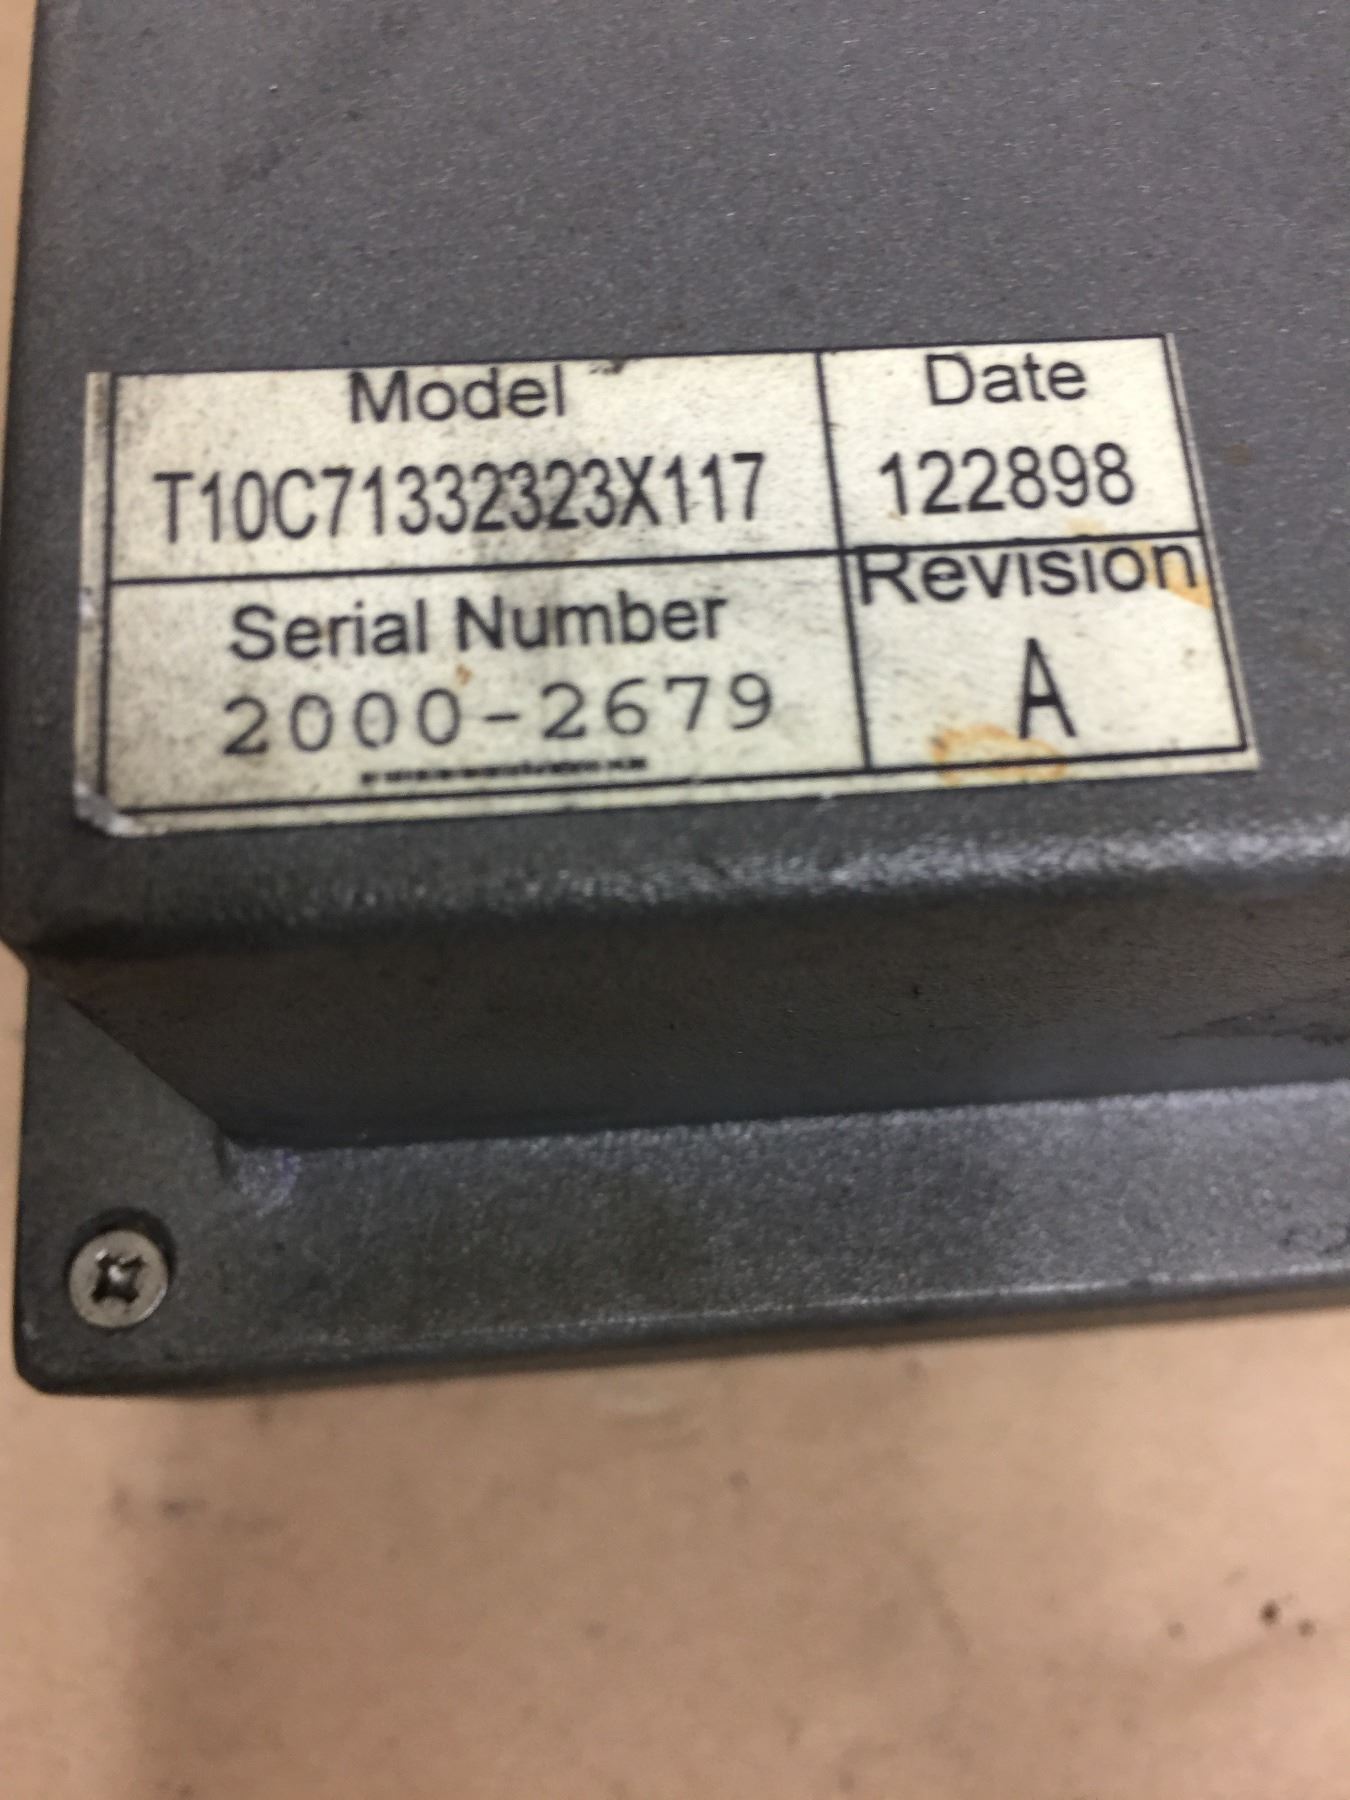 Model
T10C71332323X117
Date
122898
Serial Number
2000-2679
Revision
A